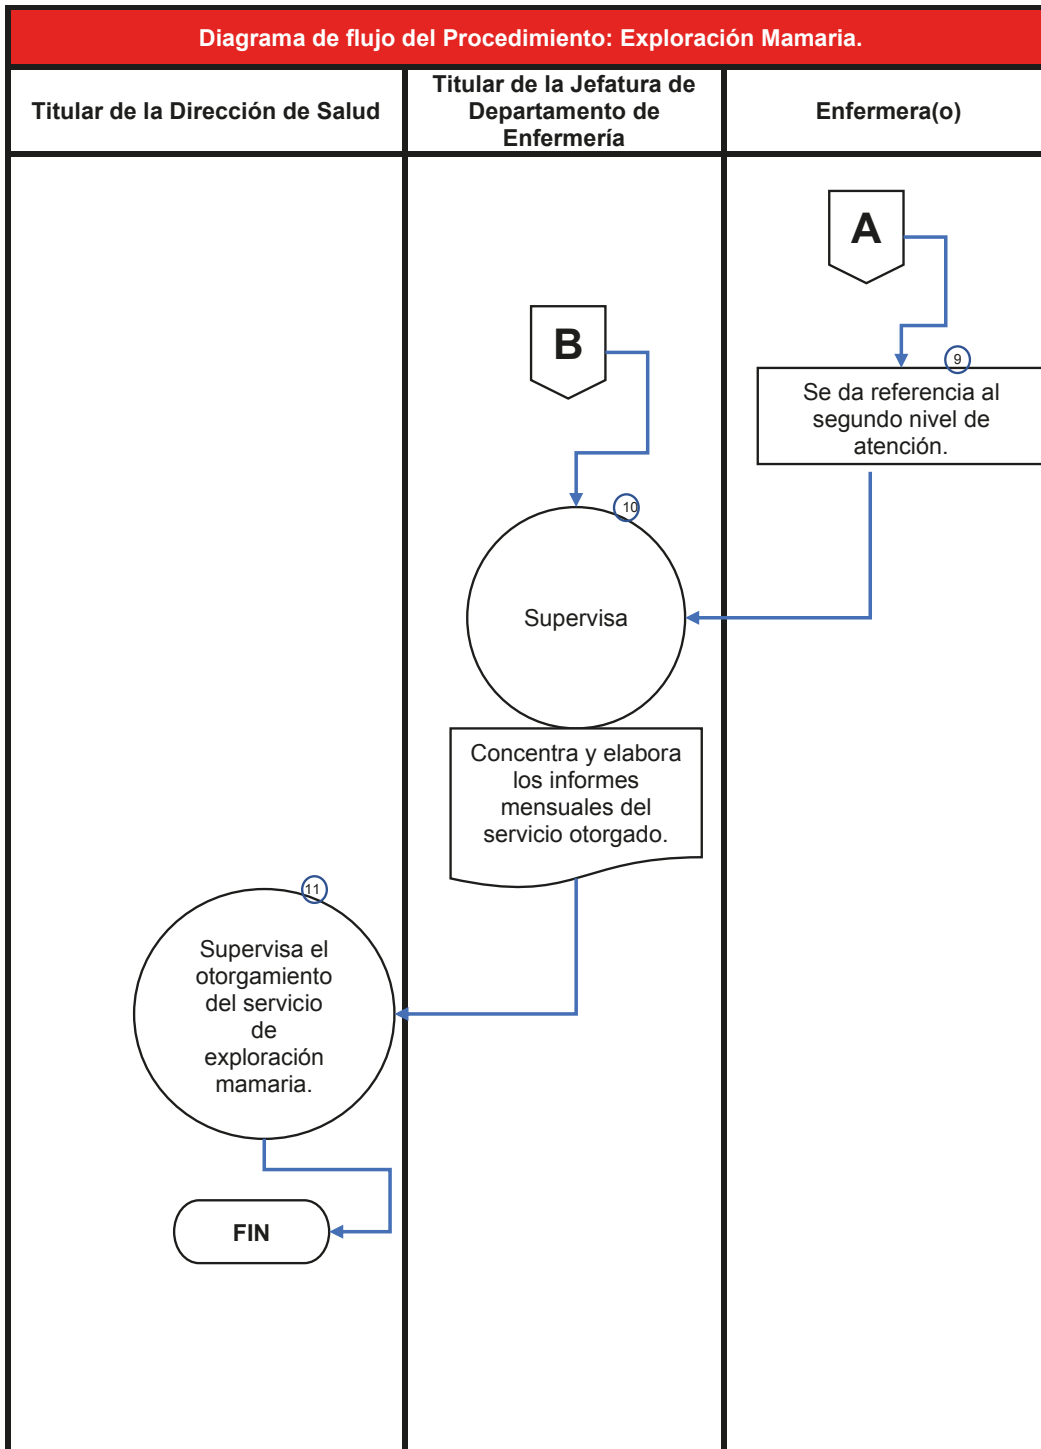 Diagrama de flujo del Procedimiento: Exploración Mamaria.
Titular de la Dirección de Salud
Titular de la Jefatura de
Departamento de
Enfermería
Enfermera(o)
A
B
9
Se da referencia al
segundo nivel de
atención.
10
Supervisa
Concentra y elabora
los informes
mensuales del
servicio otorgado.
11
Supervisa el
otorgamiento
del servicio
de
exploración
mamaria.
FIN